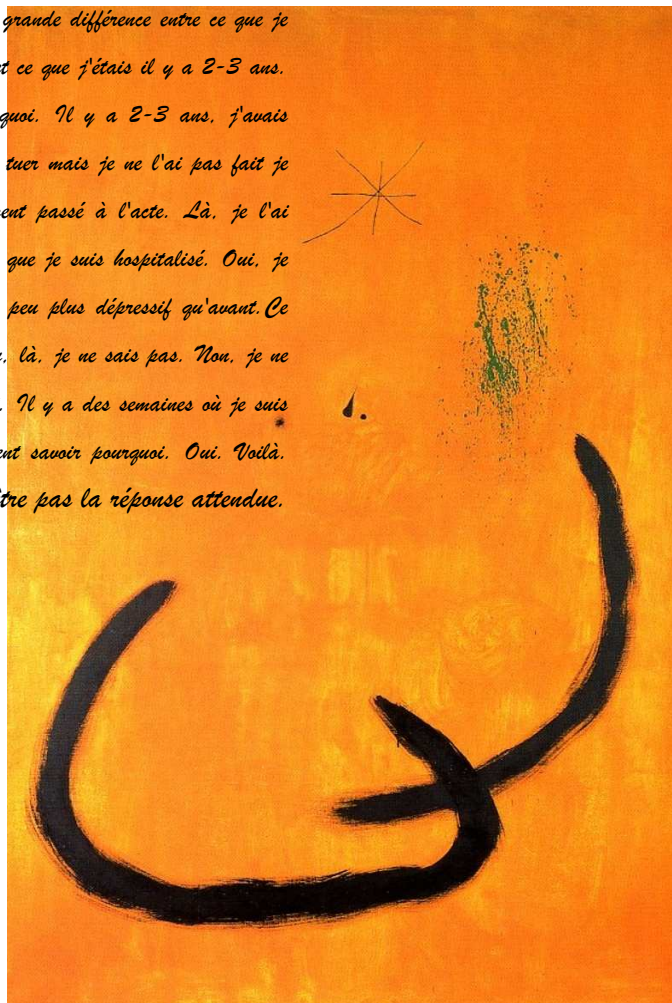 grande différence entre ce que je
ce que j'étais il y a 2-3 ans.
quoi. Il y a 2-3 ans, j'avais
tuer mais je ne l'ai pas fait je
ent passé à l'acte. Là, je l'ai
que je suis hospitalisé. Oui, je
peu plus dépressif qu'avant.Ce
là, je ne sais pas. Non, je ne
Il y a des semaines où je suis
ent savoir pourquoi. Oui. Voilà.
tre pas la réponse attendue.